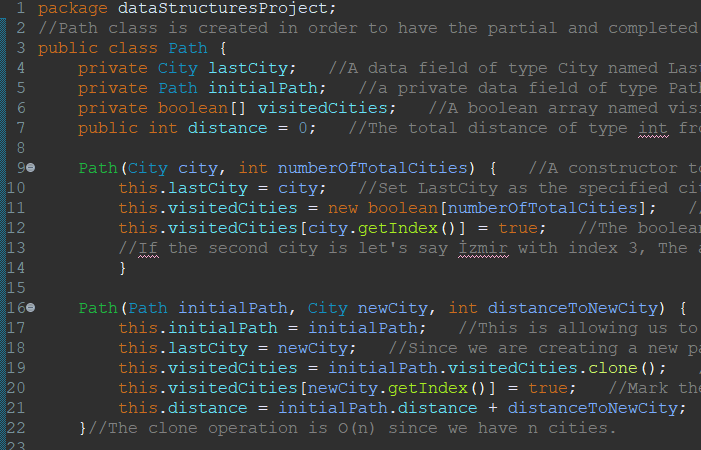 1 package dataStructuresProject;
2 //Path class is created in order to have the partial and completed
3 public class Path {
4 private City lastCity; //A data field of type City named Las
5 private Path initialPath; //a private data field of type Pat
6 private boolean[] visitedCities; //A boolean array named vis
7 public int distance = 0; //The total distance of type int fr
8
9 Path(City city, int numberOfTotalCities) { //A constructor t
10 this.lastCity = city; //Set LastCity as the specified ci
11 this.visitedCities = new boolean[numberOfTotalCities]; //
12 this.visitedCities[city.getIndex()] = true; //The boolea
13 //If the second city is let's say İzmir with index 3, The a
14 }
15
16 Path(Path initialPath, City newCity, int distanceToNewCity) {
17 this.initialPath = initialPath; //This is allowing us to
18 this.lastCity = newCity; //Since we are creating a new pa
19 this.visitedCities = initialPath.visitedCities.clone(); /
20 this.visitedCities[newCity.getIndex()] = true; //Mark the
21 this.distance = initialPath.distance + distanceToNewCity;
22 }//The clone operation is O(n) since we have n cities.
23